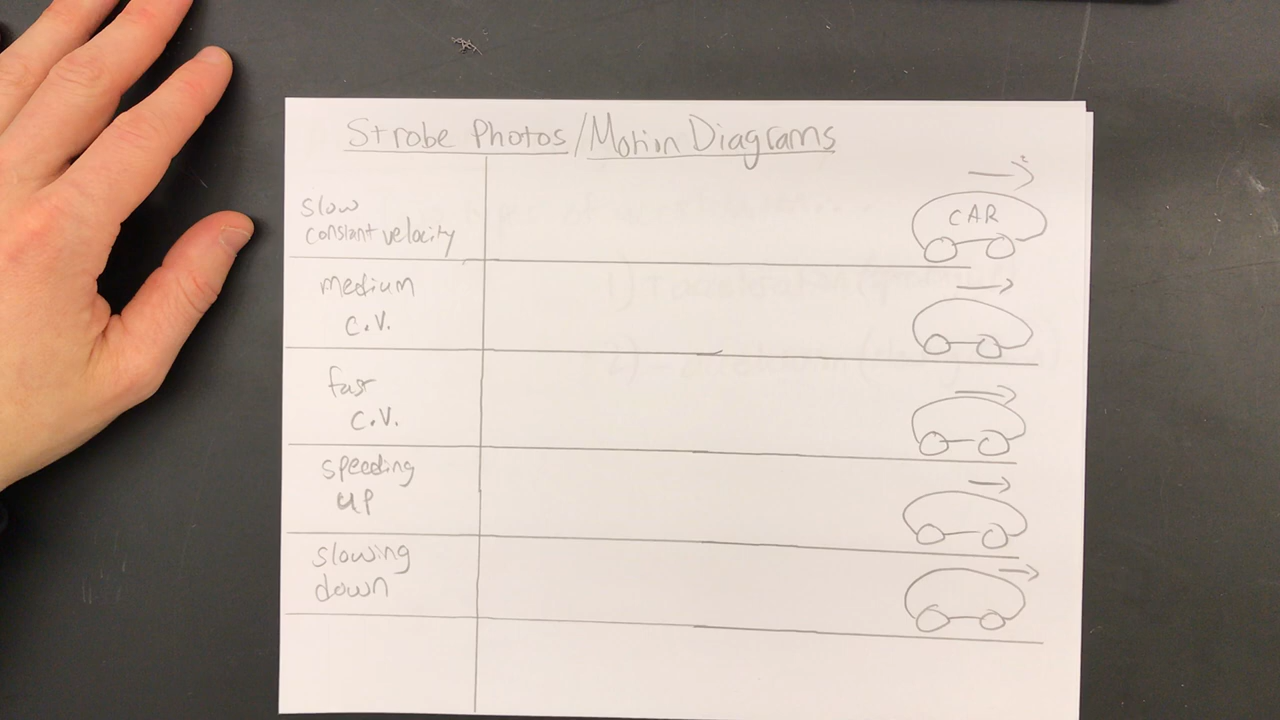 Strobe Photos/Motion Diagrams
slow
constant velocity
CAR
medium
C.V.
fast
C.V.
speeding
up
slowing
down